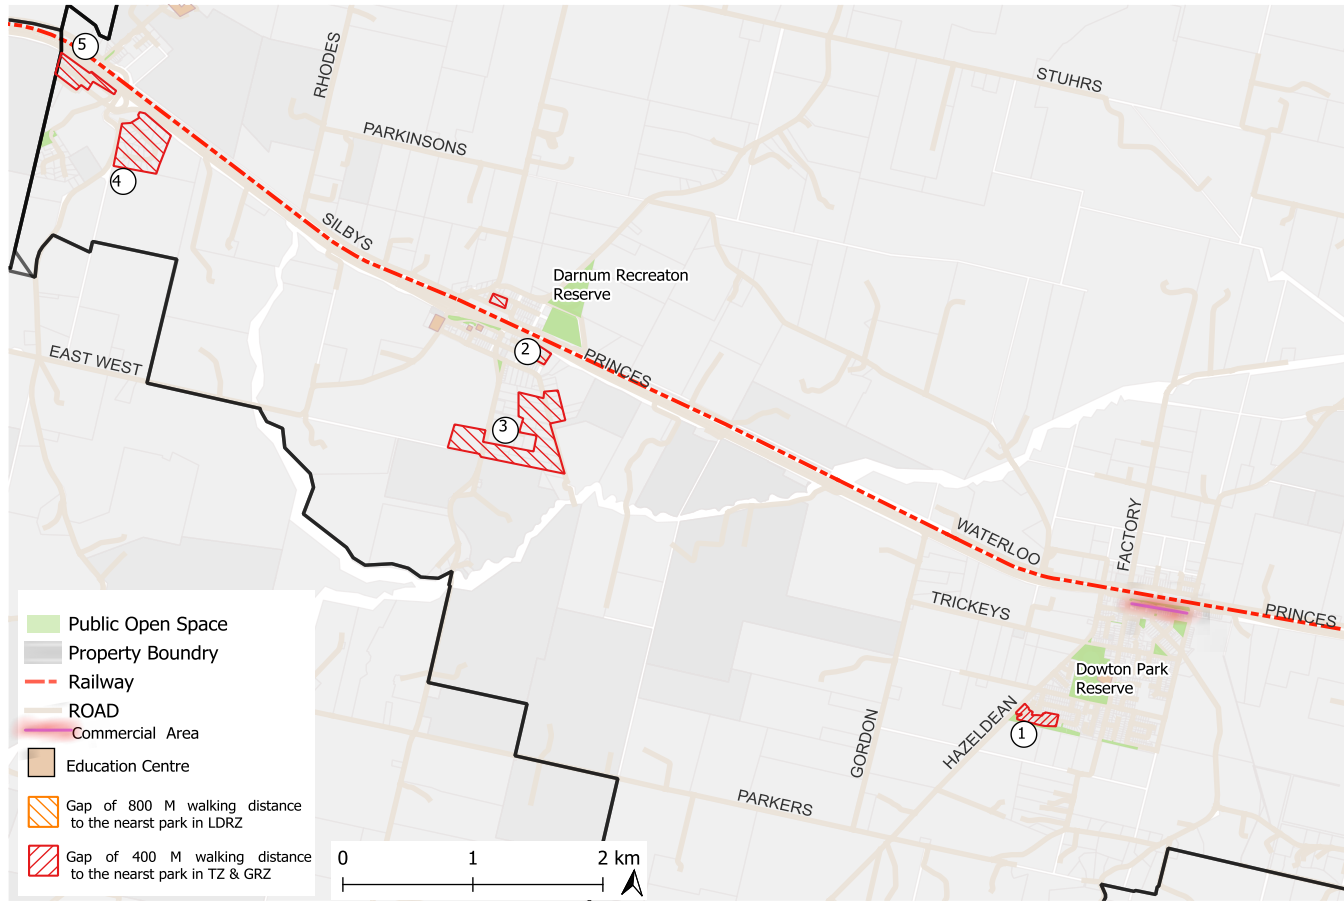 5
RHODES
STUHRS
PARKINSONS
4
SILBYS
Darnum Recreaton
Reserve
2
PRINCES
EAST WEST
3
FACTORY
WATERLOO
TRICKEYS
PRINCES
Dowton Park
Reserve
HAZELDEAN
1
GORDON
PARKERS
Public Open Space
Property Boundry
Railway
ROAD
Commercial Area
Education Centre
Gap of 800 M walking distance
to the nearst park in LDRZ
Gap of 400 M walking distance
to the nearst park in TZ & GRZ
0 1 2 km